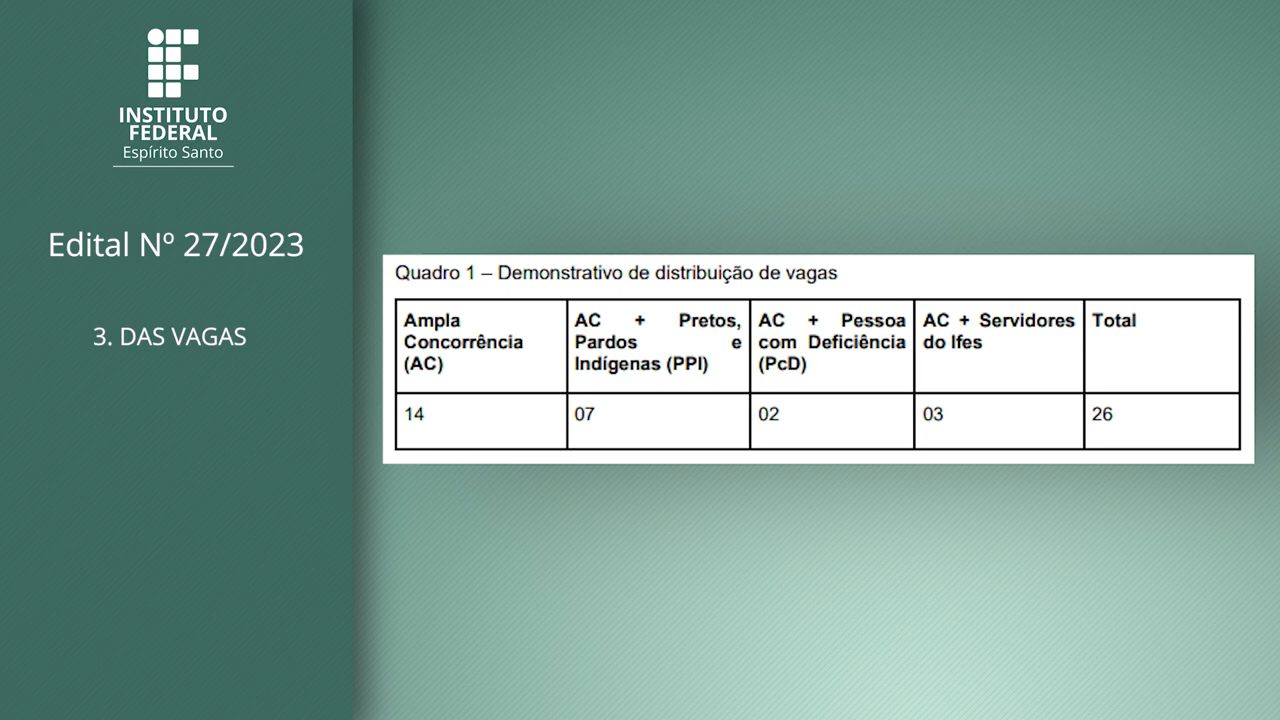 INSTITUTO
FEDERAL
Espírito Santo
Edital Nº 27/2023
3. DAS VAGAS
Quadro 1 – Demonstrativo de distribuição de vagas
Ampla
Concorrência
(AC)
AC + Pretos,
Pardos e
Indígenas (PPI)
AC + Pessoa
com Deficiência
(PcD)
AC + Servidores
do Ifes
Total
14
07
02
03
26